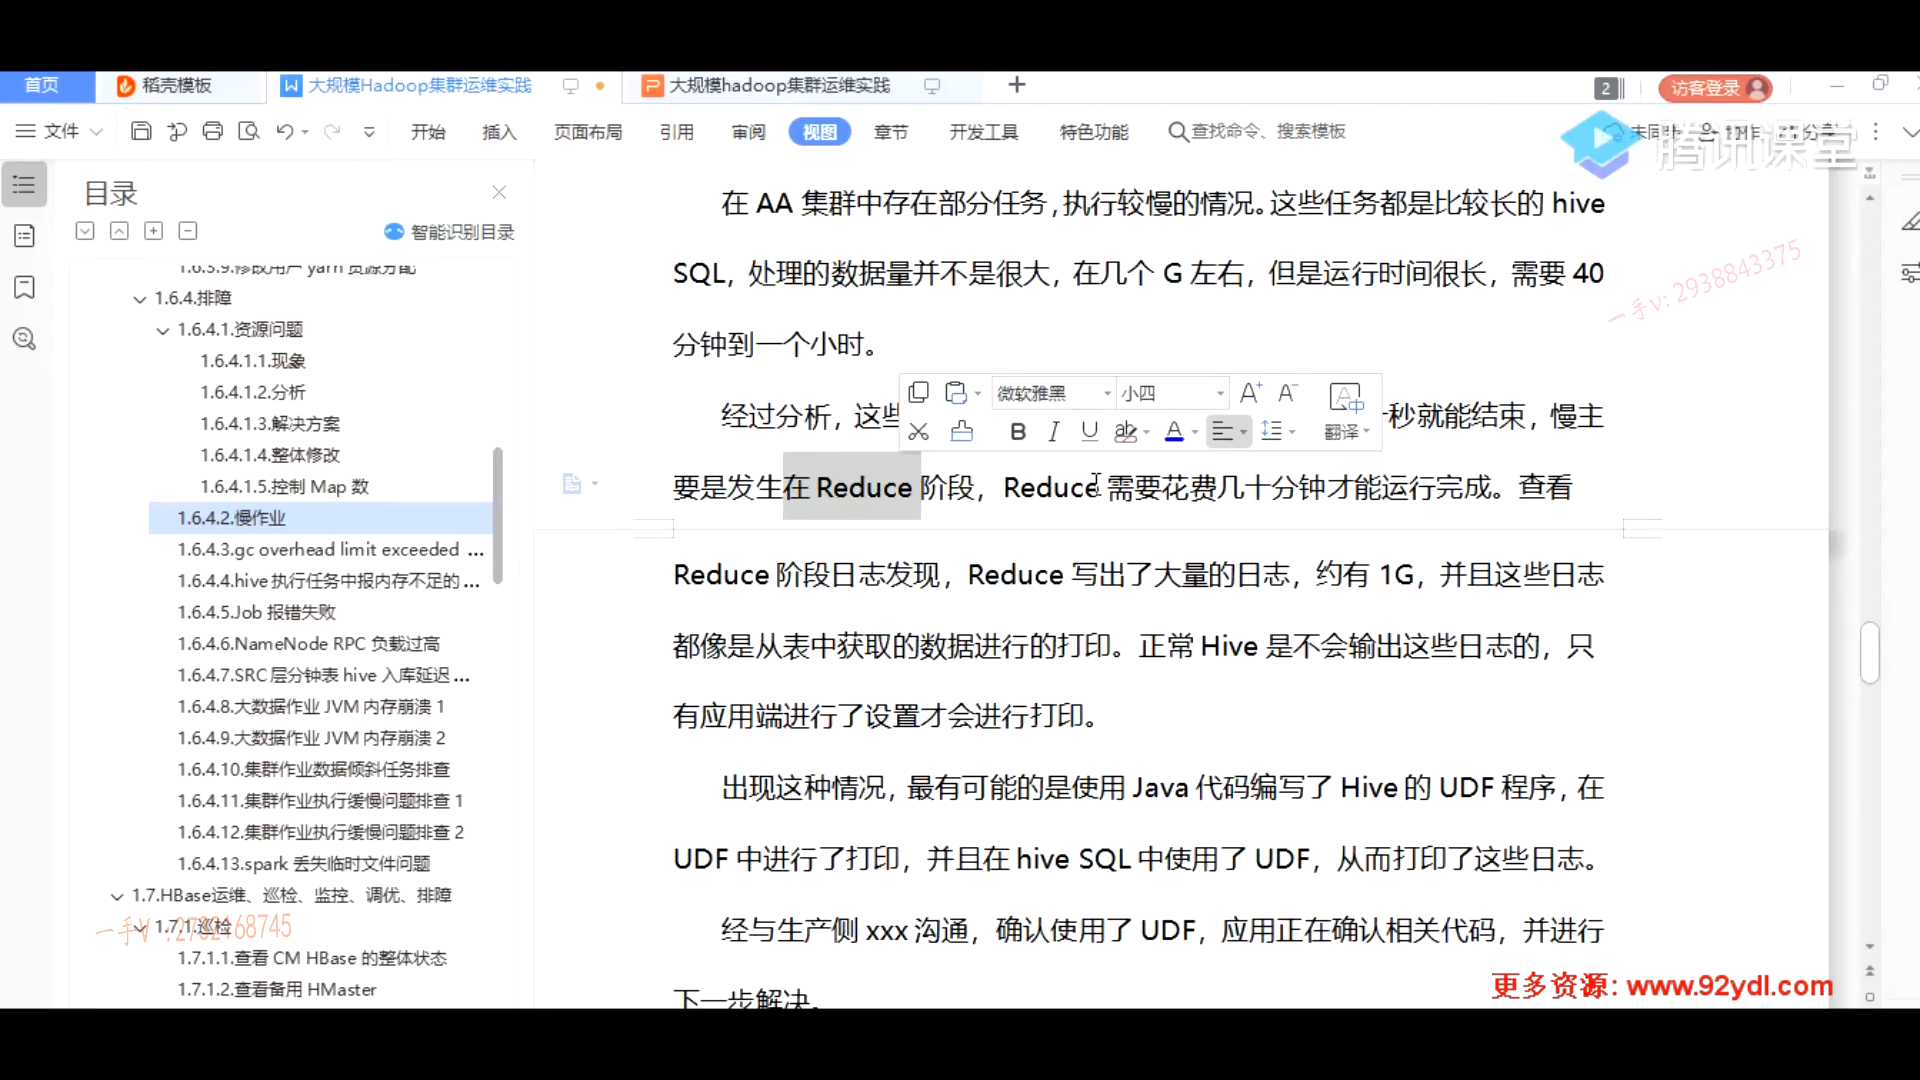 首页
稻壳模板
大规模Hadoop集群运维实践
大规模hadoop集群运维实践
2
访客登录
文件
开始
插入
页面布局
引用
审阅
视图
章节
开发工具
特色功能
查找命令、搜索模板
腾讯课堂
目录
智能识别目录
1.6.3.9.修改用户 yarn 资源分配
1.6.4.排障
1.6.4.1.资源问题
1.6.4.1.1.现象
1.6.4.1.2.分析
1.6.4.1.3.解决方案
1.6.4.1.4.整体修改
1.6.4.1.5.控制 Map 数
1.6.4.2.慢作业
1.6.4.3.gc overhead limit exceeded ...
1.6.4.4.hive 执行任务中报内存不足的 ...
1.6.4.5.Job 报错失败
1.6.4.6.NameNode RPC 负载过高
1.6.4.7.SRC层分钟表 hive 入库延迟 ...
1.6.4.8.大数据作业 JVM 内存崩溃 1
1.6.4.9.大数据作业 JVM 内存崩溃 2
1.6.4.10.集群作业数据倾斜任务排查
1.6.4.11.集群作业执行缓慢问题排查 1
1.6.4.12.集群作业执行缓慢问题排查 2
1.6.4.13.spark 丢失临时文件问题
1.7.HBase运维、巡检、监控、调优、排障
1.7.1.巡检
一手V:2732168745
1.7.1.1.查看 CM HBase 的整体状态
1.7.1.2.查看备用 HMaster
在 AA 集群中存在部分任务,执行较慢的情况。这些任务都是比较长的 hive
SQL，处理的数据量并不是很大，在几个 G 左右，但是运行时间很长，需要 40
分钟到一个小时。
一手v: 2938843375
微软雅黑
小四
翻译
经过分析，这些
秒就能结束，慢主
要是发生在 Reduce 阶段，Reduce 需要花费几十分钟才能运行完成。查看
Reduce 阶段日志发现，Reduce 写出了大量的日志，约有 1G，并且这些日志
都像是从表中获取的数据进行的打印。正常 Hive 是不会输出这些日志的，只
有应用端进行了设置才会进行打印。
出现这种情况，最有可能的是使用 Java 代码编写了 Hive 的 UDF 程序，在
UDF 中进行了打印，并且在 hive SQL 中使用了 UDF，从而打印了这些日志。
经与生产侧 xxx 沟通，确认使用了 UDF，应用正在确认相关代码，并进行
下一步解决。
更多资源: www.92ydl.com